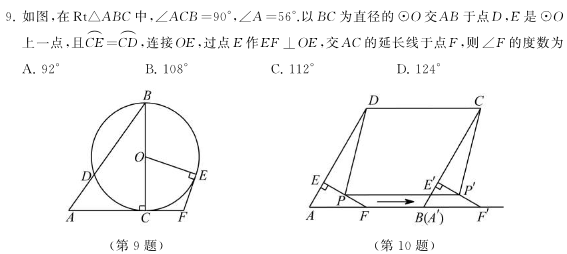 9. 如图,在Rt△ABC中,∠ACB=90°,∠A=56°.以BC为直径的⊙O交AB于点D,E是⊙O
上一点,且C͡E=C͡D,连接OE,过点E作EF⊥OE,交AC的延长线于点F,则∠F的度数为
A. 92° B. 108° C. 112° D. 124°
B
O
D
E
A C F
D C
E E′
P P′
A F B(A′) F′
(第9题) (第10题)